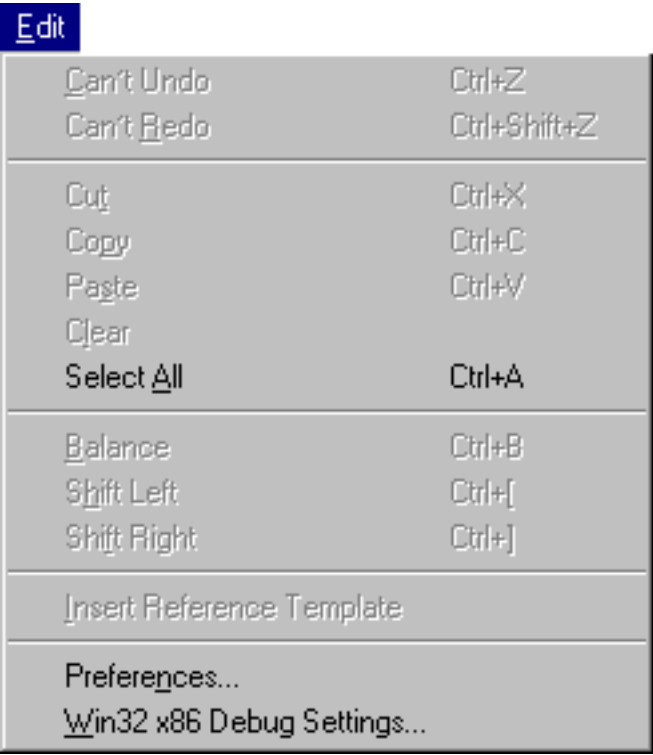 Edit
Can't Undo Ctrl+Z
Can't Redo Ctrl+Shift+Z
Cut Ctrl+X
Copy Ctrl+C
Paste Ctrl+V
Clear
Select All Ctrl+A
Balance Ctrl+B
Shift Left Ctrl+[
Shift Right Ctrl+]
Insert Reference Template
Preferences...
Win32 x86 Debug Settings...